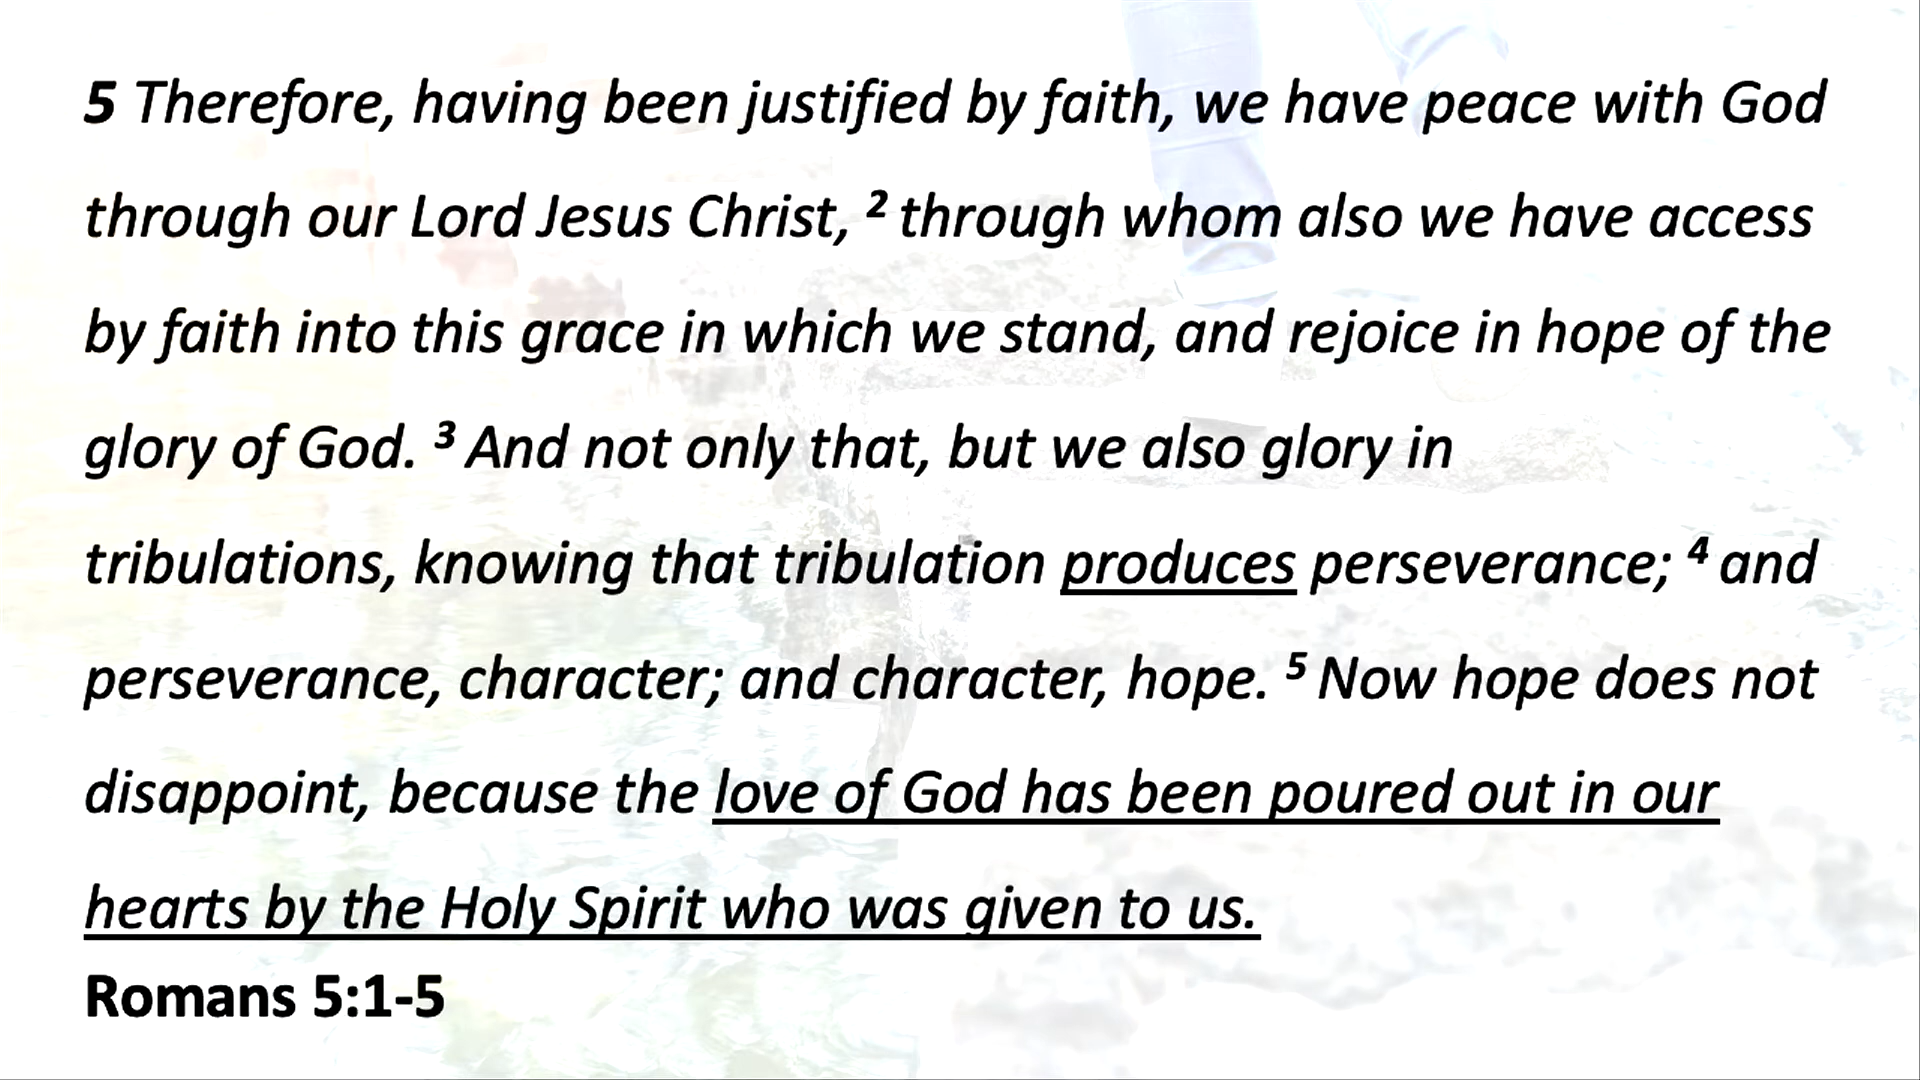 5 Therefore, having been justified by faith, we have peace with God
through our Lord Jesus Christ, 2 through whom also we have access
by faith into this grace in which we stand, and rejoice in hope of the
glory of God. 3 And not only that, but we also glory in
tribulations, knowing that tribulation produces perseverance; 4 and
perseverance, character; and character, hope. 5 Now hope does not
disappoint, because the love of God has been poured out in our
hearts by the Holy Spirit who was given to us.
Romans 5:1-5